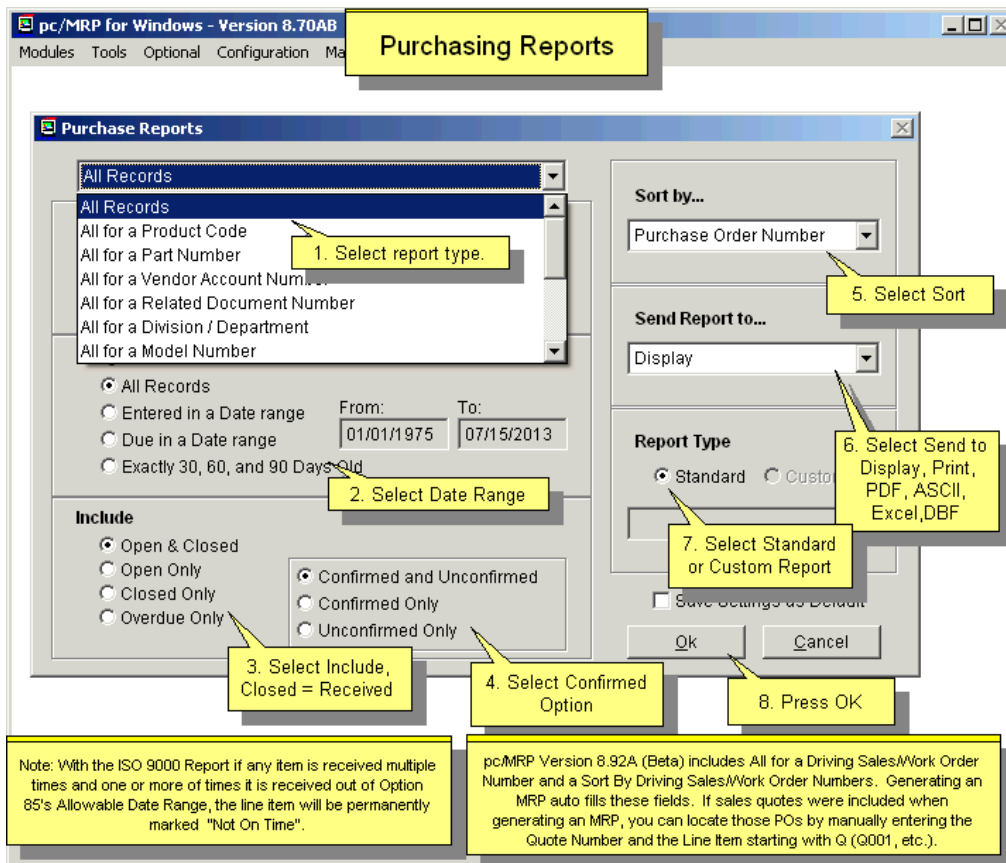 pc/MRP for Windows - Version 8.70AB
Purchasing Reports
Modules Tools Optional Configuration Ma
Purchase Reports
All Records
All Records
All for a Product Code
All for a Part Number
All for a Vendor Account Number
All for a Related Document Number
All for a Division / Department
All for a Model Number
1. Select report type.
All Records
Entered in a Date range
Due in a Date range
Exactly 30, 60, and 90 Days Old
From: To:
01/01/1975 07/15/2013
2. Select Date Range
Include
Open & Closed
Open Only
Closed Only
Overdue Only
Confirmed and Unconfirmed
Confirmed Only
Unconfirmed Only
3. Select Include,
Closed = Received
4. Select Confirmed
Option
Sort by...
Purchase Order Number
5. Select Sort
Send Report to...
Display
6. Select Send to
Display, Print,
PDF, ASCII,
Excel,DBF
Report Type
Standard Custo
7. Select Standard
or Custom Report
Save Settings as Default
Ok Cancel
8. Press OK
Note: With the ISO 9000 Report if any item is received multiple
times and one or more of times it is received out of Option
85's Allowable Date Range, the line item will be permanently
marked "Not On Time".
pc/MRP Version 8.92A (Beta) includes All for a Driving Sales/Work Order
Number and a Sort By Driving Sales/Work Order Numbers. Generating an
MRP auto fills these fields. If sales quotes were included when
generating an MRP, you can locate those POs by manually entering the
Quote Number and the Line Item starting with Q (Q001, etc.).